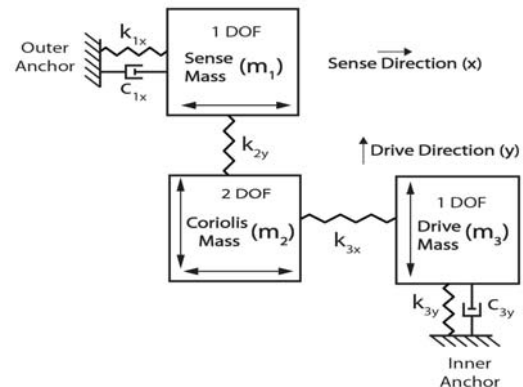 k1x
1 DOF
Outer
Anchor
Sense
Mass (m1)
Sense Direction (x)
c1x
k2y
Drive Direction (y)
2 DOF
Coriolis
Mass (m2)
1 DOF
Drive
Mass (m3)
k3x
k3y
c3y
Inner
Anchor